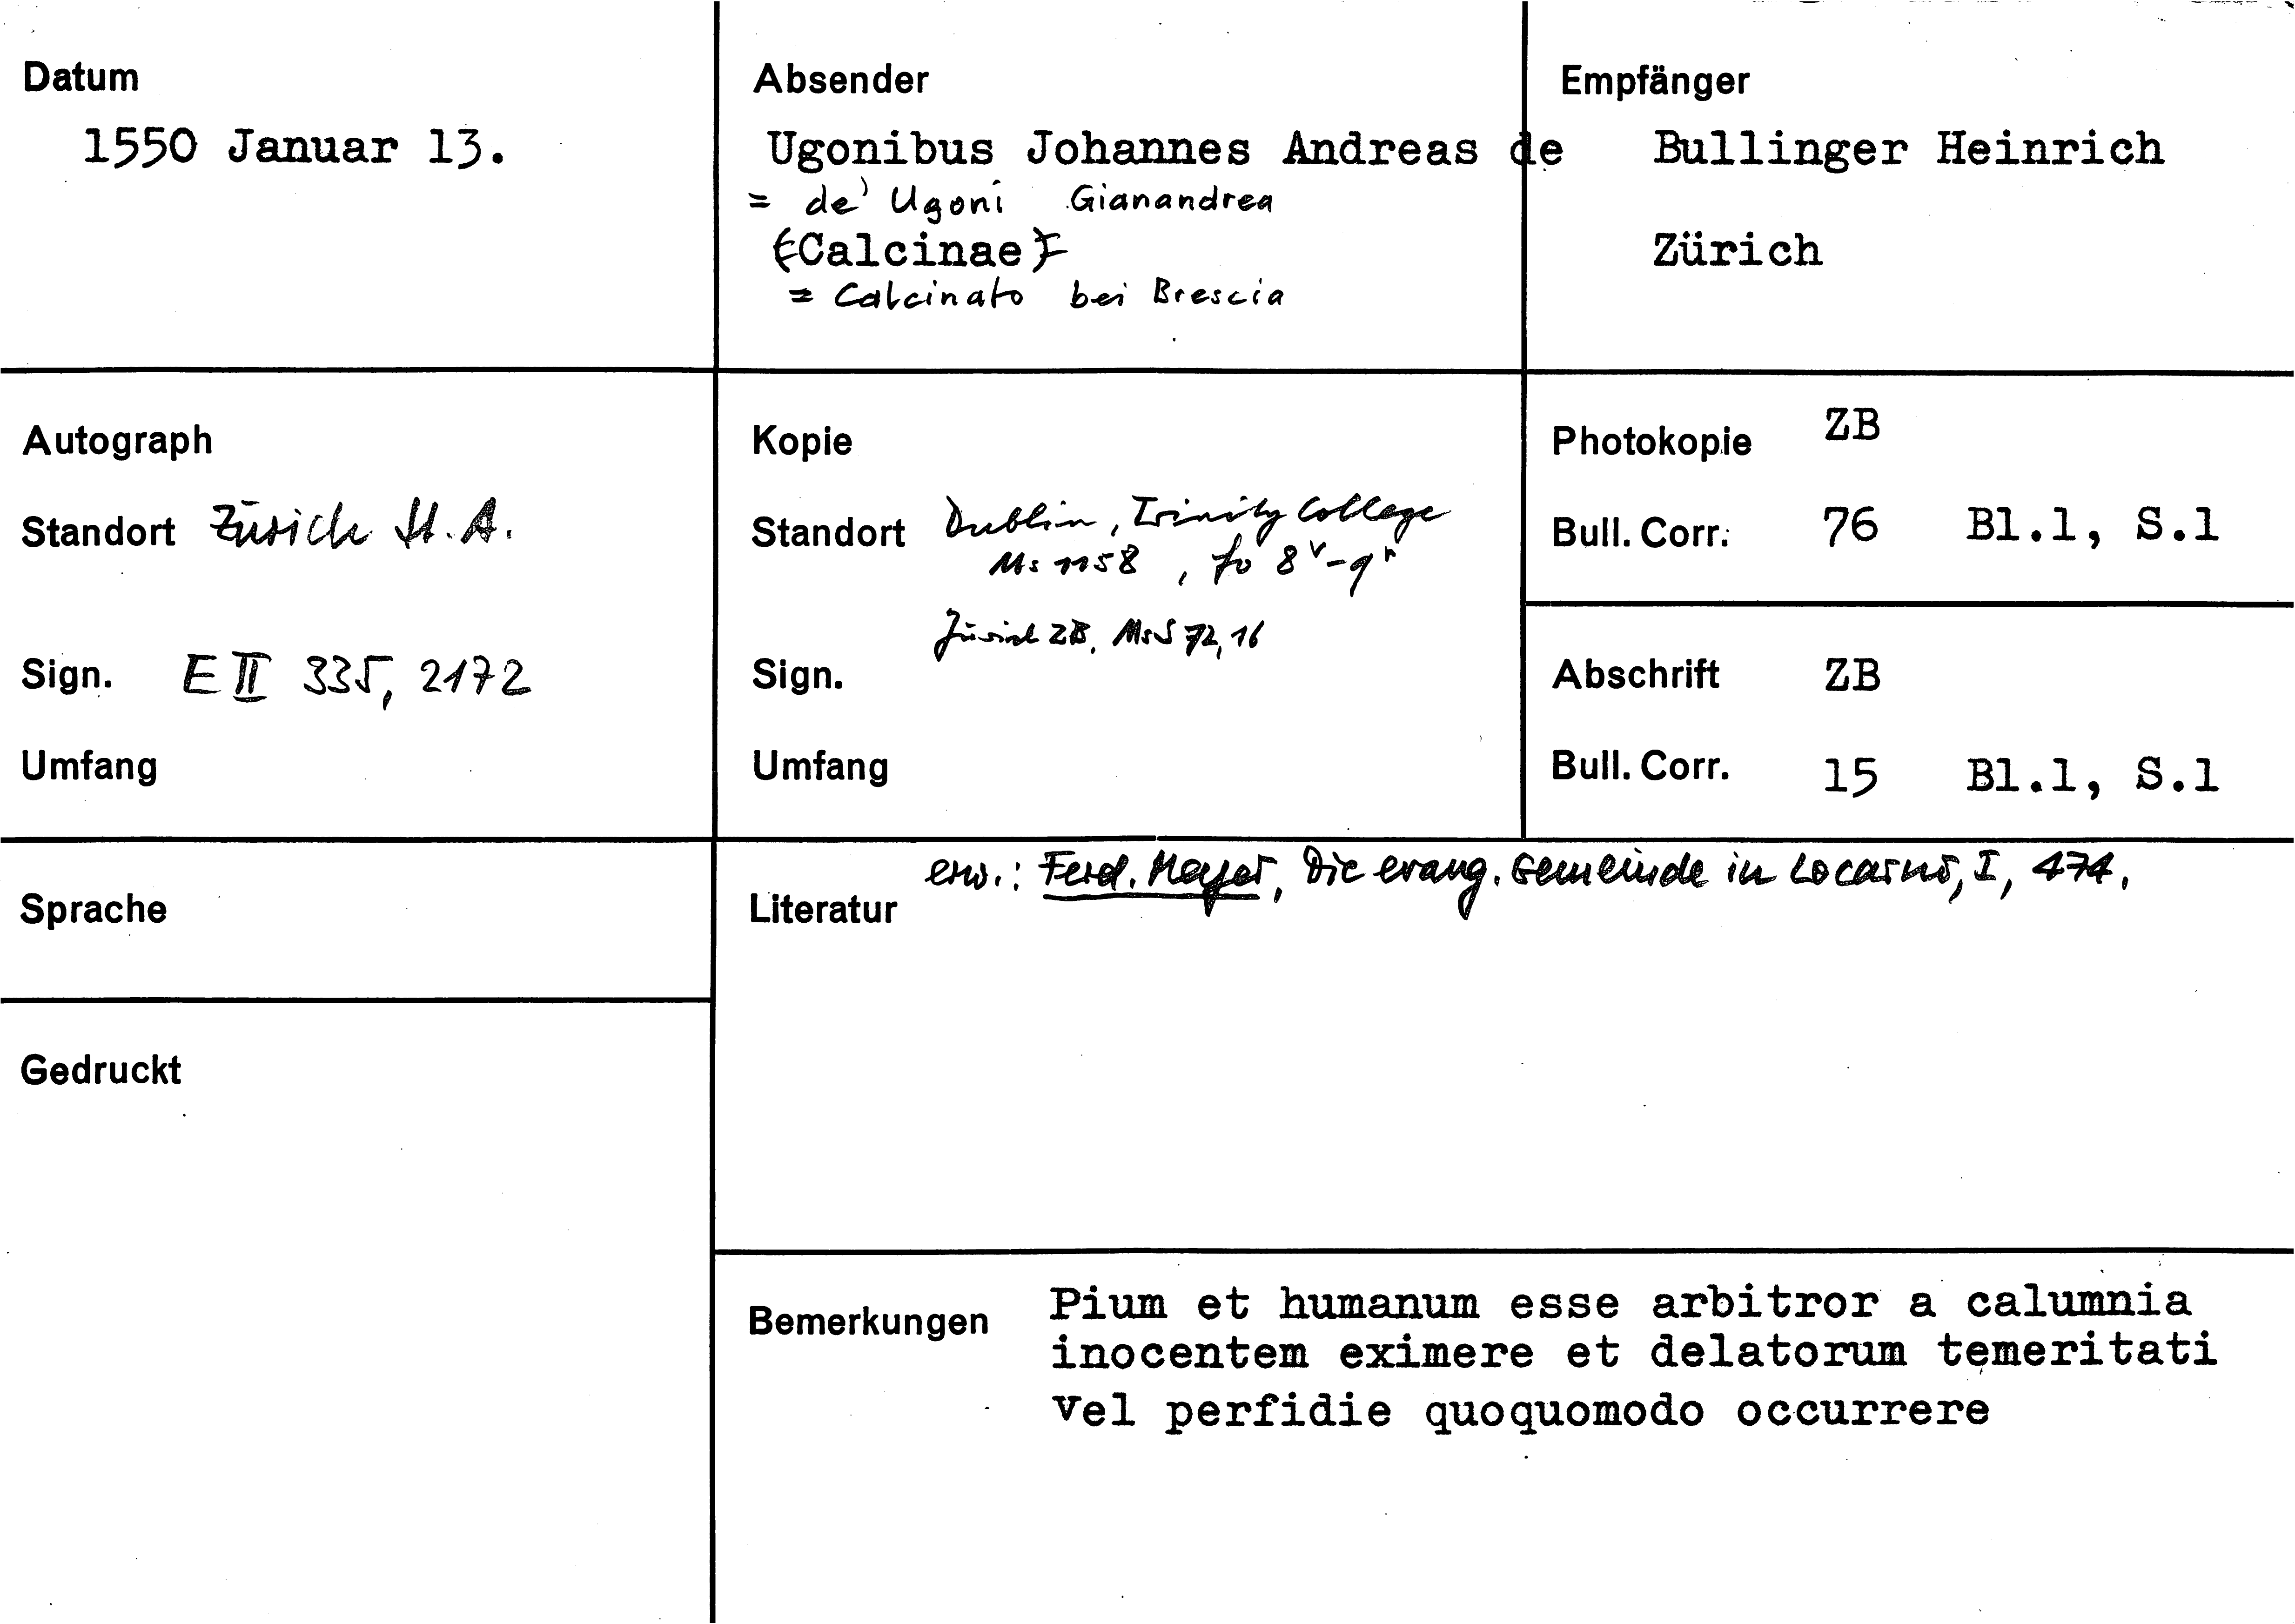 Datum
1550 Januar 13.
Absender
Ugonibus Johannes Andreas de
= de' Ugoni Gianandrea
(Calcinae)
= Calcinato bei Brescia
Empfänger
Bullinger Heinrich
Zürich
Autograph
Standort Zürich St.A.
Sign. E II 335, 2172
Umfang
Kopie
Standort Dublin, Trinity College
Ms 1158, fo 8v-9r
Zürich ZB, Ms S 72, 16
Sign.
Umfang
Photokopie ZB
Bull. Corr. 76 Bl.1, S.1
Abschrift ZB
Bull. Corr. 15 Bl.1, S.1
Sprache
Gedruckt
erw.: Ferd. Meyer, Die evang. Gemeinde in Locarno, I, 474.
Literatur
Bemerkungen Pium et humanum esse arbitror a calumnia
inocentem eximere et delatorum temeritati
Vel perfidie quoquomodo occurrere